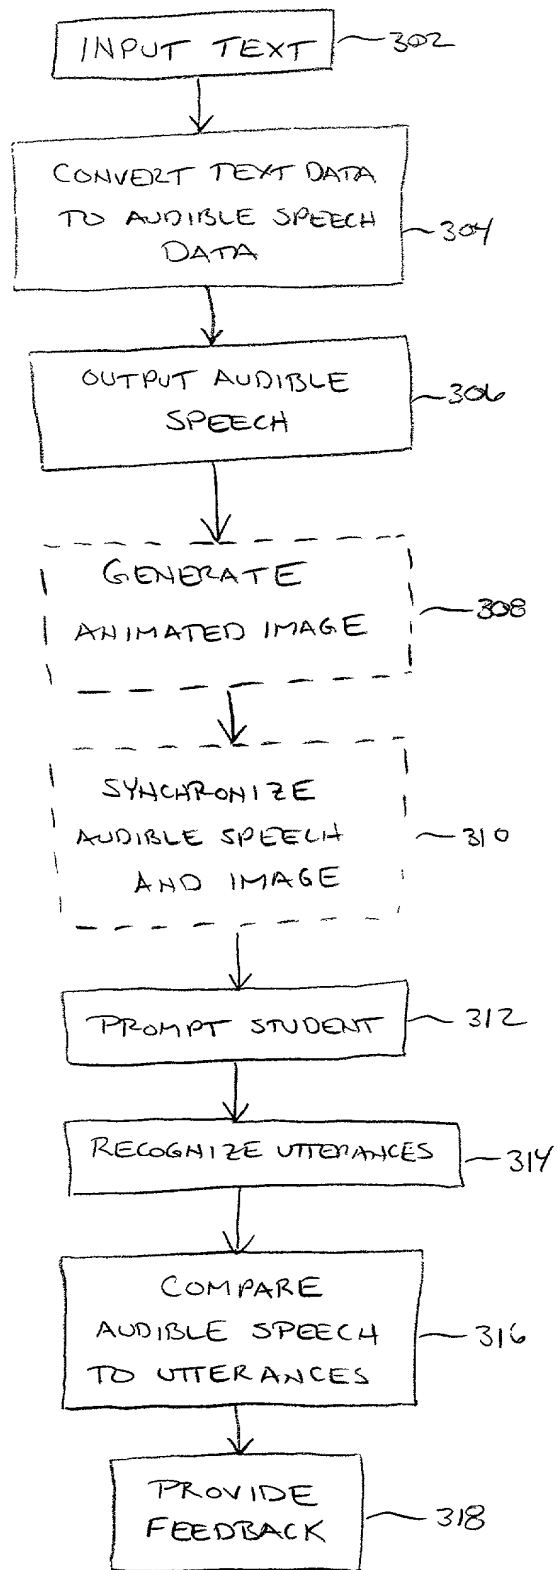 INPUT TEXT
302
CONVERT TEXT DATA
TO AUDIBLE SPEECH
DATA
304
OUTPUT AUDIBLE
SPEECH
306
GENERATE
ANIMATED IMAGE
308
SYNCHRONIZE
AUDIBLE SPEECH
AND IMAGE
310
PROMPT STUDENT
312
RECOGNIZE UTTERANCES
314
COMPARE
AUDIBLE SPEECH
TO UTTERANCES
316
PROVIDE
FEEDBACK
318